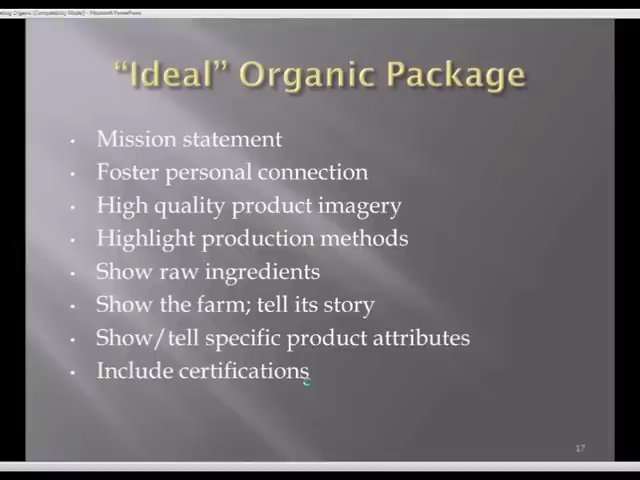 “Ideal” Organic Package
• Mission statement
• Foster personal connection
• High quality product imagery
• Highlight production methods
• Show raw ingredients
• Show the farm; tell its story
• Show/tell specific product attributes
• Include certifications
17